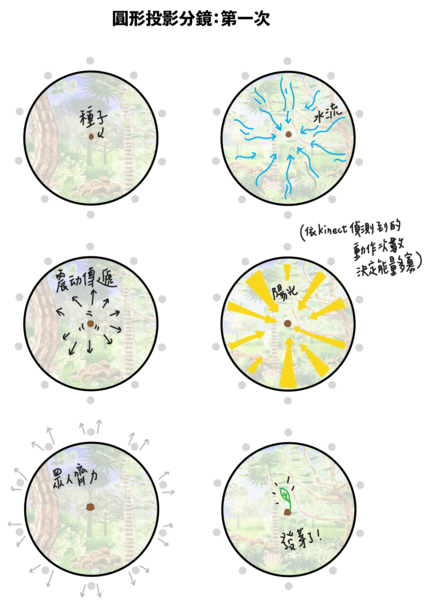 圓形投影分鏡：第一次
種子
水流
(依kinect偵測到的
動作次數
決定能量多寡)
震动傳遞
陽光
眾人齊力
發芽了！